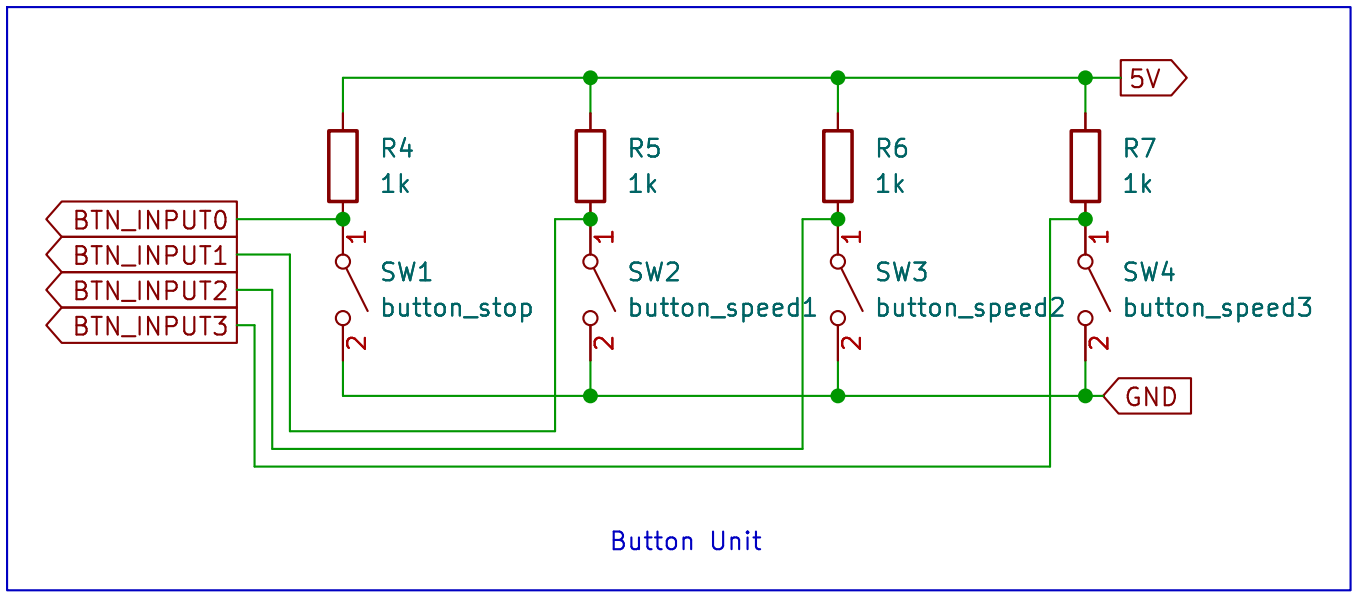 5V
R4
1k
R5
1k
R6
1k
R7
1k
BTN_INPUT0
BTN_INPUT1
BTN_INPUT2
BTN_INPUT3
1
SW1
button_stop
2
1
SW2
button_speed1
2
1
SW3
button_speed2
2
1
SW4
button_speed3
2
GND
Button Unit